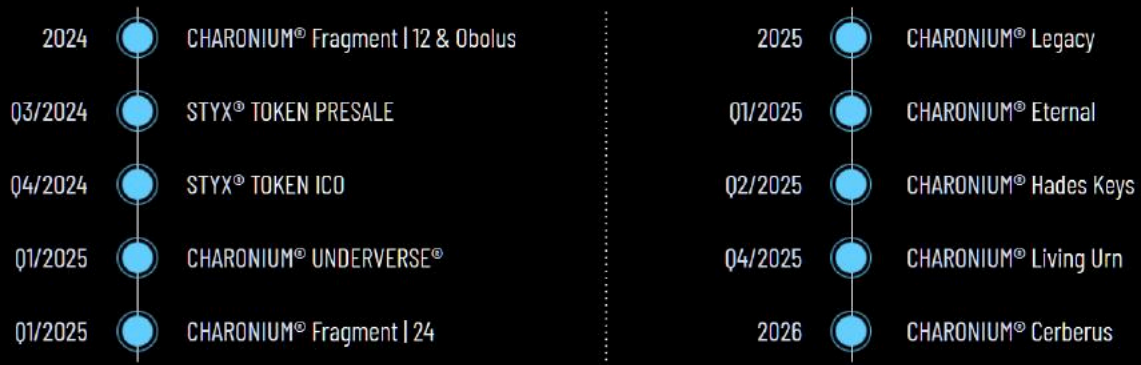 2024 CHARONIUM® Fragment | 12 & Obolus
Q3/2024 STYX® TOKEN PRESALE
Q4/2024 STYX® TOKEN ICO
Q1/2025 CHARONIUM® UNDERVERSE®
Q1/2025 CHARONIUM® Fragment | 24
2025 CHARONIUM® Legacy
Q1/2025 CHARONIUM® Eternal
Q2/2025 CHARONIUM® Hades Keys
Q4/2025 CHARONIUM® Living Urn
2026 CHARONIUM® Cerberus